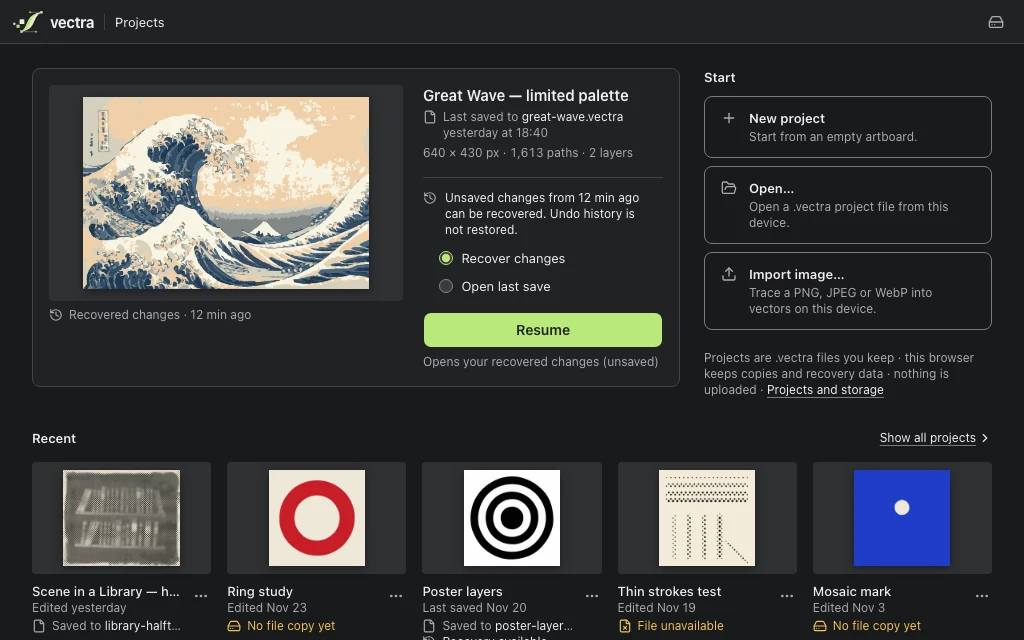 vectra
Projects
Great Wave — limited palette
Last saved to great-wave.vectra
yesterday at 18:40
640 × 430 px · 1,613 paths · 2 layers
Unsaved changes from 12 min ago
can be recovered. Undo history is
not restored.
Recover changes
Open last save
Resume
Opens your recovered changes (unsaved)
Recovered changes · 12 min ago
Start
New project
Start from an empty artboard.
Open...
Open a .vectra project file from this
device.
Import image...
Trace a PNG, JPEG or WebP into
vectors on this device.
Projects are .vectra files you keep · this browser
keeps copies and recovery data · nothing is
uploaded · Projects and storage
Recent
Show all projects
Scene in a Library — h...
Edited yesterday
Saved to library-halft...
Ring study
Edited Nov 23
No file copy yet
Poster layers
Last saved Nov 20
Saved to poster-layer...
Recovery available
Thin strokes test
Edited Nov 19
File unavailable
Mosaic mark
Edited Nov 3
No file copy yet